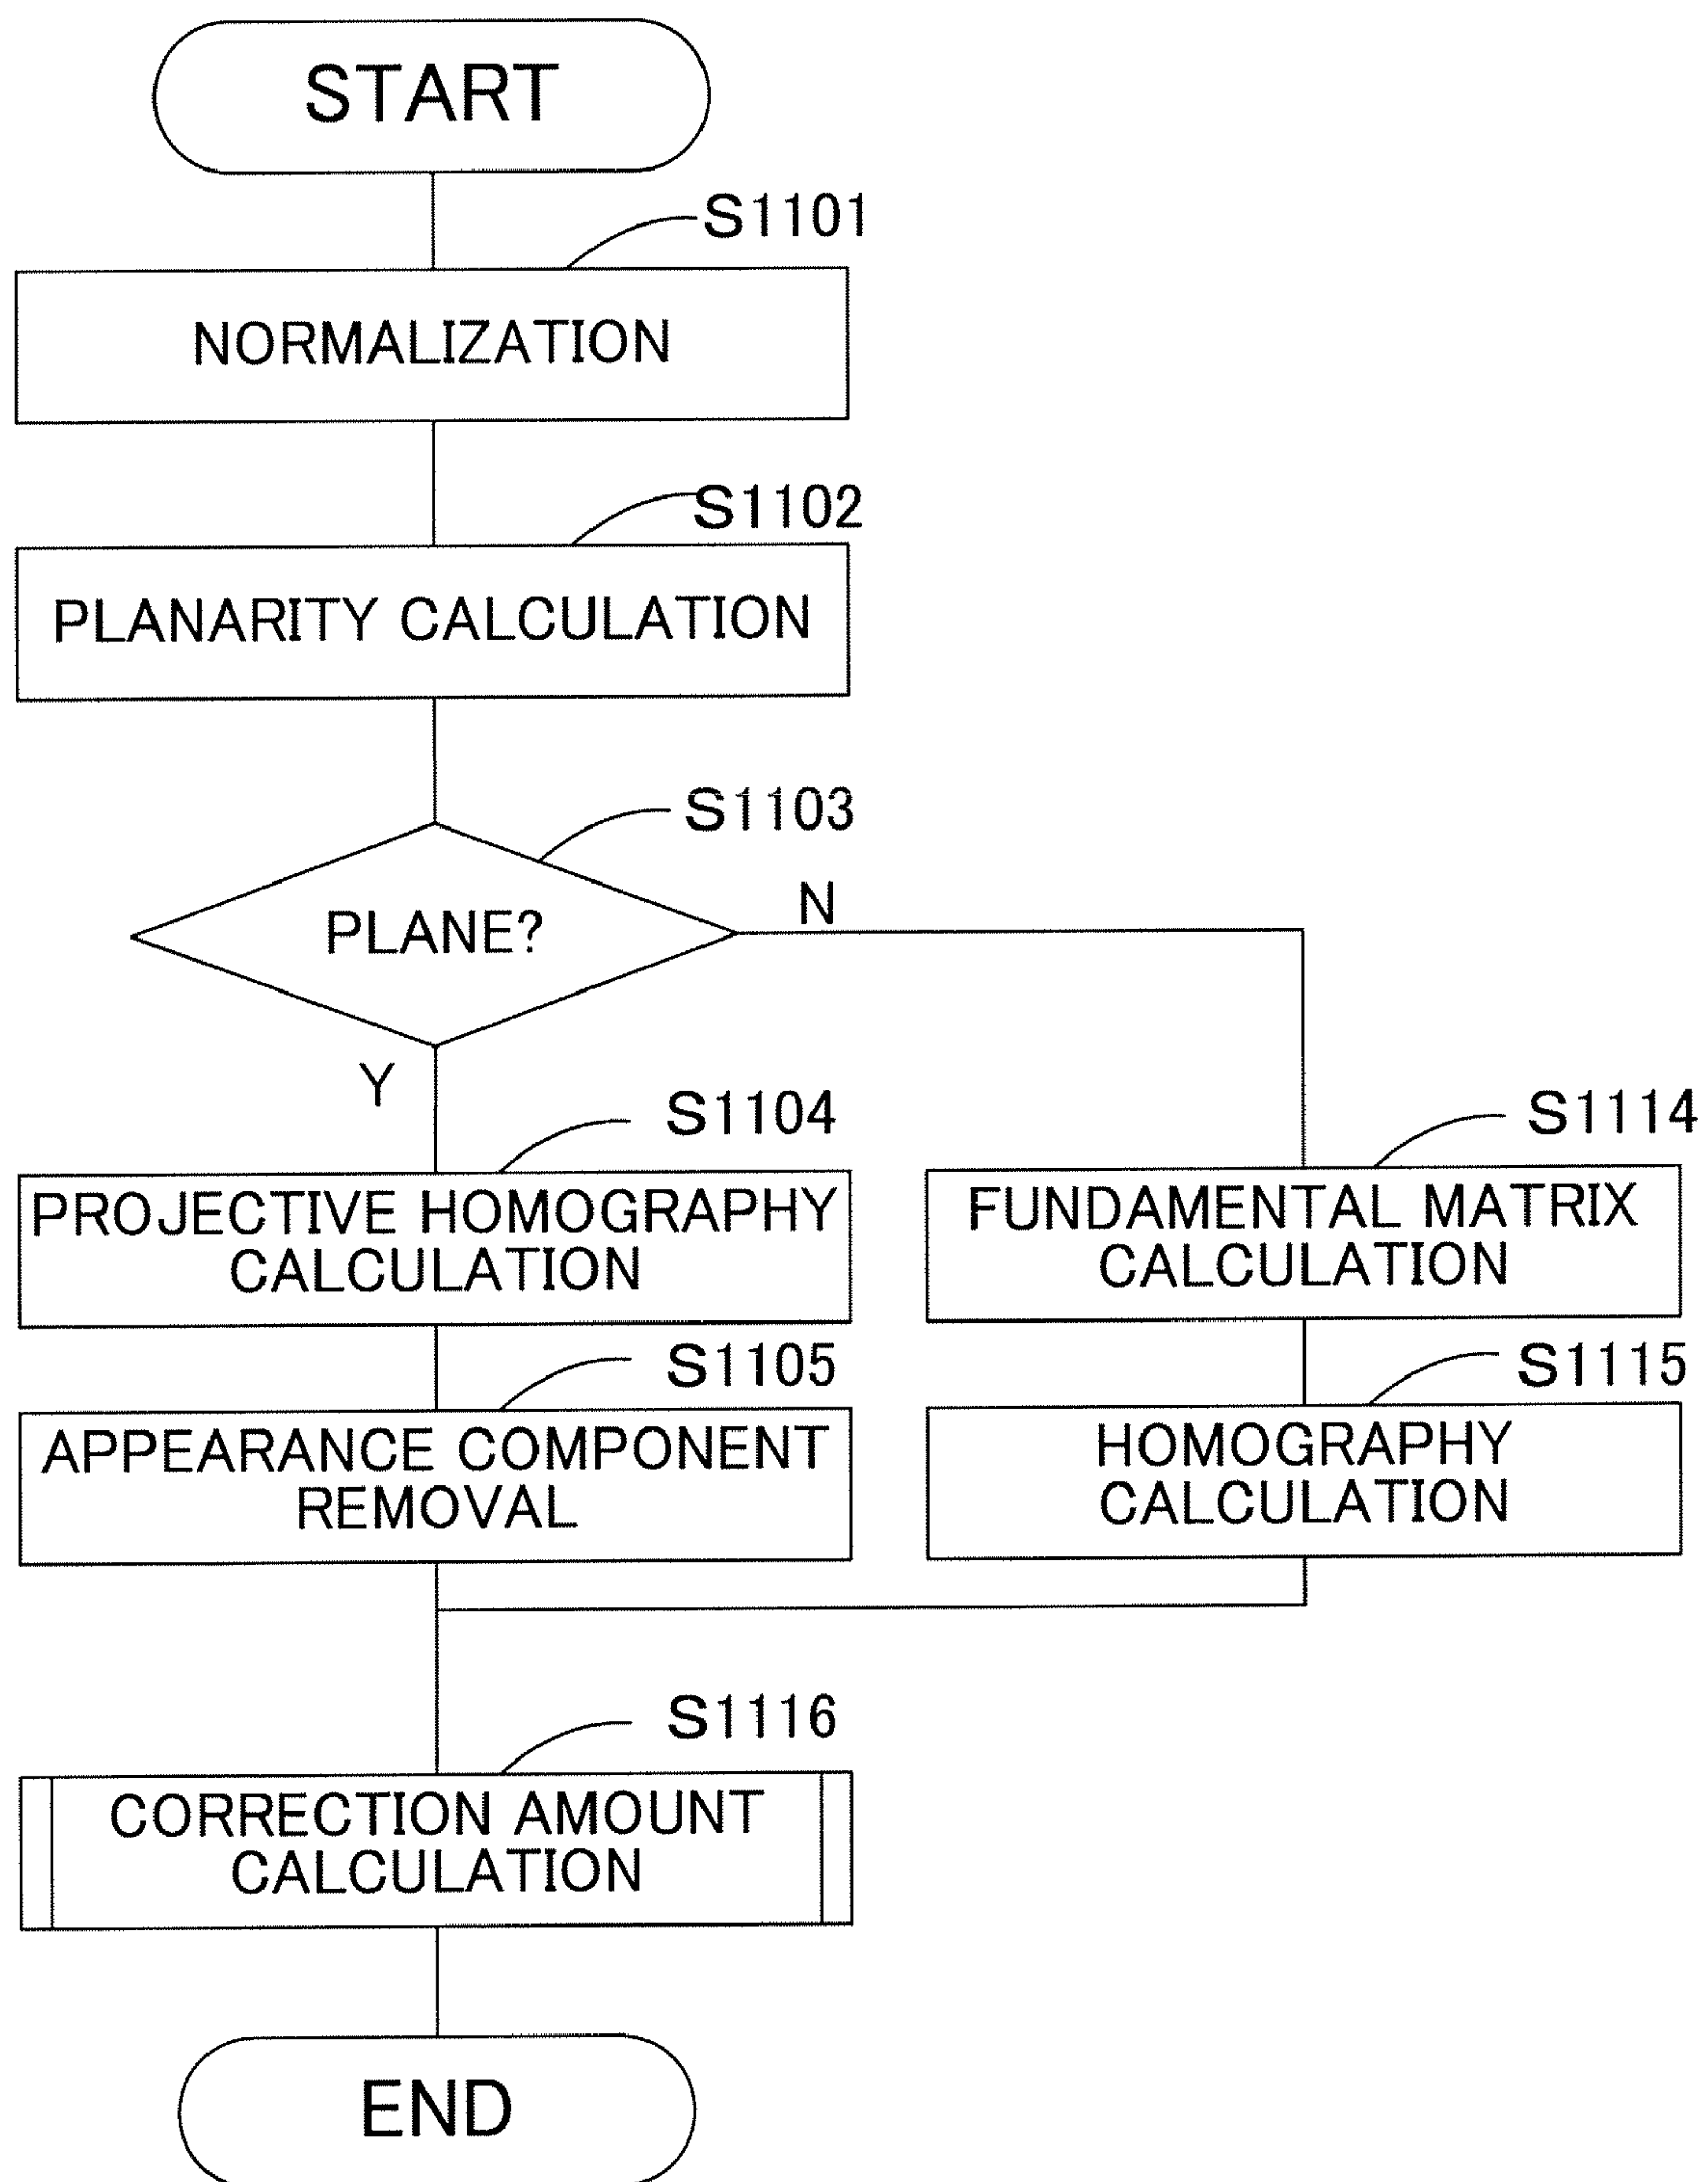 START
S1101
NORMALIZATION
S1102
PLANARITY CALCULATION
S1103
PLANE?
N
Y
S1104
PROJECTIVE HOMOGRAPHY
CALCULATION
S1114
FUNDAMENTAL MATRIX
CALCULATION
S1105
APPEARANCE COMPONENT
REMOVAL
S1115
HOMOGRAPHY
CALCULATION
S1116
CORRECTION AMOUNT
CALCULATION
END